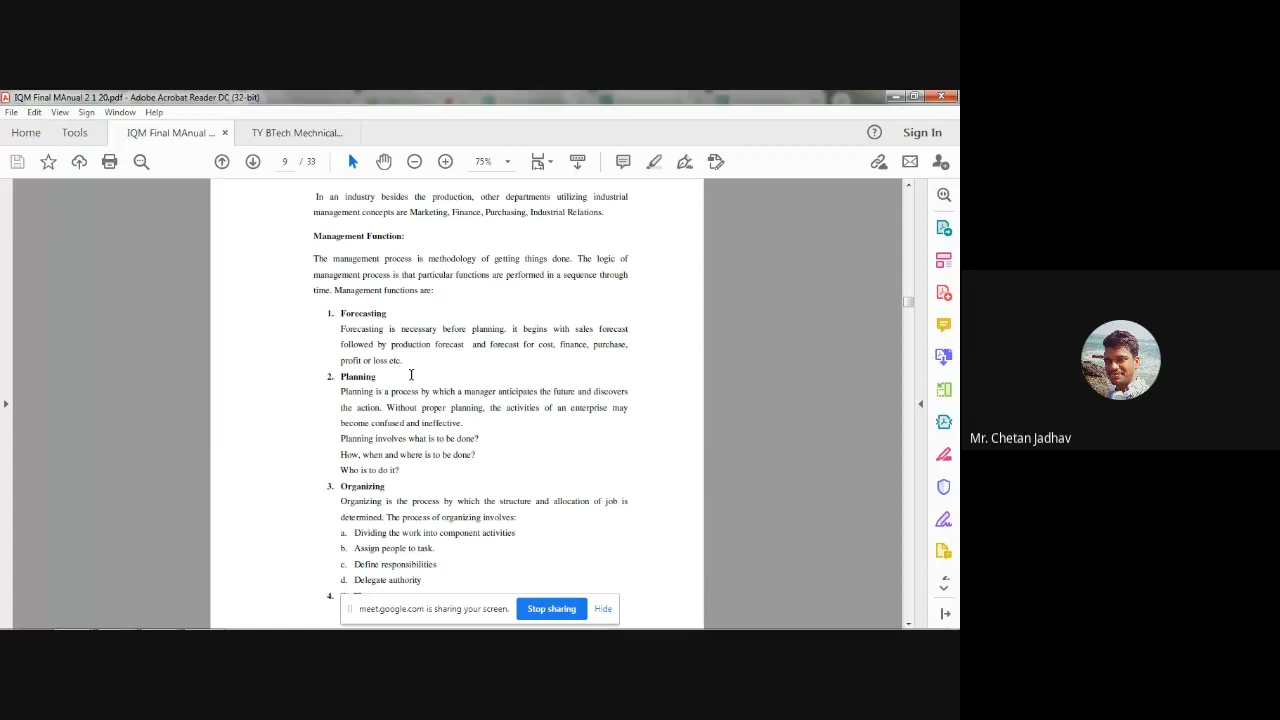 IQM Final MAnual 2 1 20.pdf - Adobe Acrobat Reader DC (32-bit)
File Edit View Sign Window Help
Home Tools IQM Final MAnual ... × TY BTech Mechnical... Sign In
9 / 33 75%
In an industry besides the production, other departments utilizing industrial
management concepts are Marketing, Finance, Purchasing, Industrial Relations.
Management Function:
The management process is methodology of getting things done. The logic of
management process is that particular functions are performed in a sequence through
time. Management functions are:
1. Forecasting
Forecasting is necessary before planning. it begins with sales forecast
followed by production forecast and forecast for cost, finance, purchase,
profit or loss etc.
2. Planning
Planning is a process by which a manager anticipates the future and discovers
the action. Without proper planning, the activities of an enterprise may
become confused and ineffective.
Planning involves what is to be done?
How, when and where is to be done?
Who is to do it?
3. Organizing
Organizing is the process by which the structure and allocation of job is
determined. The process of organizing involves:
a. Dividing the work into component activities
b. Assign people to task.
c. Define responsibilities
d. Delegate authority
4.
meet.google.com is sharing your screen. Stop sharing Hide
Mr. Chetan Jadhav